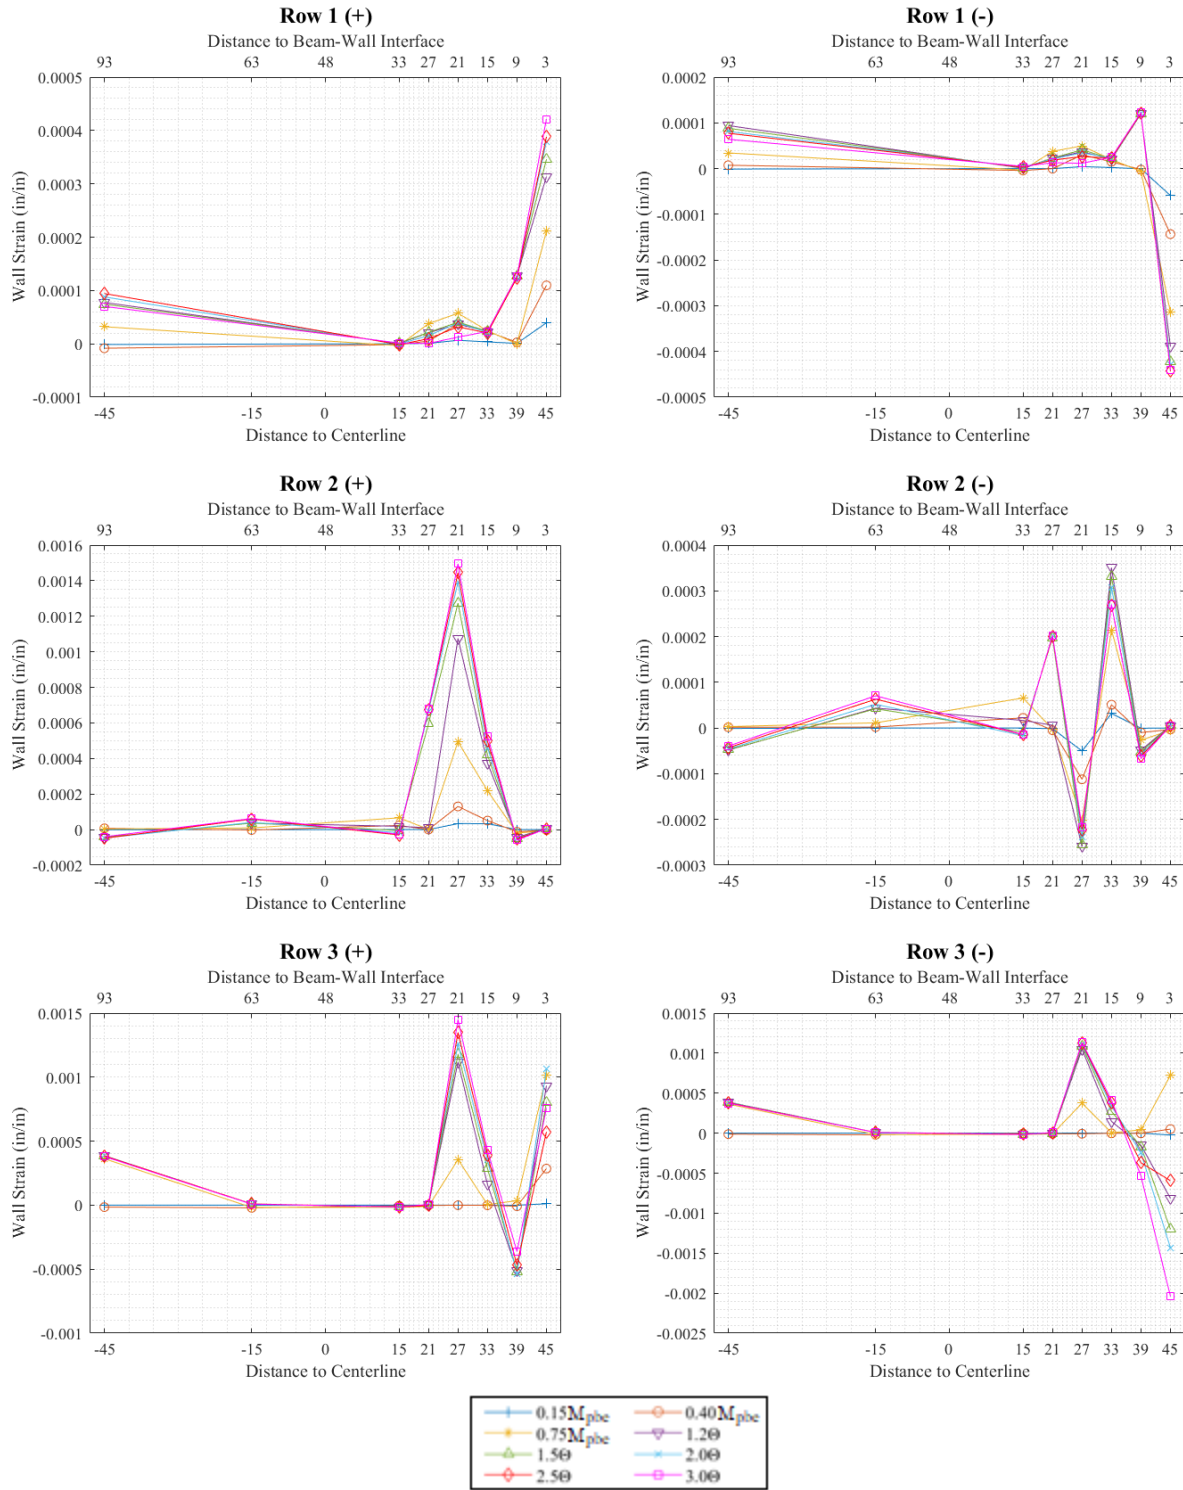 Row 1 (+)
Distance to Beam-Wall Interface
93 63 48 33 27 21 15 9 3
0.0005
0.0004
0.0003
0.0002
0.0001
0
-0.0001
Wall Strain (in/in)
-45 -15 0 15 21 27 33 39 45
Distance to Centerline
Row 1 (-)
Distance to Beam-Wall Interface
93 63 48 33 27 21 15 9 3
0.0002
0.0001
0
-0.0001
-0.0002
-0.0003
-0.0004
-0.0005
Wall Strain (in/in)
-45 -15 0 15 21 27 33 39 45
Distance to Centerline
Row 2 (+)
Distance to Beam-Wall Interface
93 63 48 33 27 21 15 9 3
0.0016
0.0014
0.0012
0.001
0.0008
0.0006
0.0004
0.0002
0
-0.0002
Wall Strain (in/in)
-45 -15 0 15 21 27 33 39 45
Distance to Centerline
Row 2 (-)
Distance to Beam-Wall Interface
93 63 48 33 27 21 15 9 3
0.0004
0.0003
0.0002
0.0001
0
-0.0001
-0.0002
-0.0003
Wall Strain (in/in)
-45 -15 0 15 21 27 33 39 45
Distance to Centerline
Row 3 (+)
Distance to Beam-Wall Interface
93 63 48 33 27 21 15 9 3
0.0015
0.001
0.0005
0
-0.0005
-0.001
Wall Strain (in/in)
-45 -15 0 15 21 27 33 39 45
Distance to Centerline
Row 3 (-)
Distance to Beam-Wall Interface
93 63 48 33 27 21 15 9 3
0.0015
0.001
0.0005
0
-0.0005
-0.001
-0.0015
-0.002
-0.0025
Wall Strain (in/in)
-45 -15 0 15 21 27 33 39 45
Distance to Centerline
0.15Mpbe 0.40Mpbe
0.75Mpbe 1.2Θ
1.5Θ 2.0Θ
2.5Θ 3.0Θ